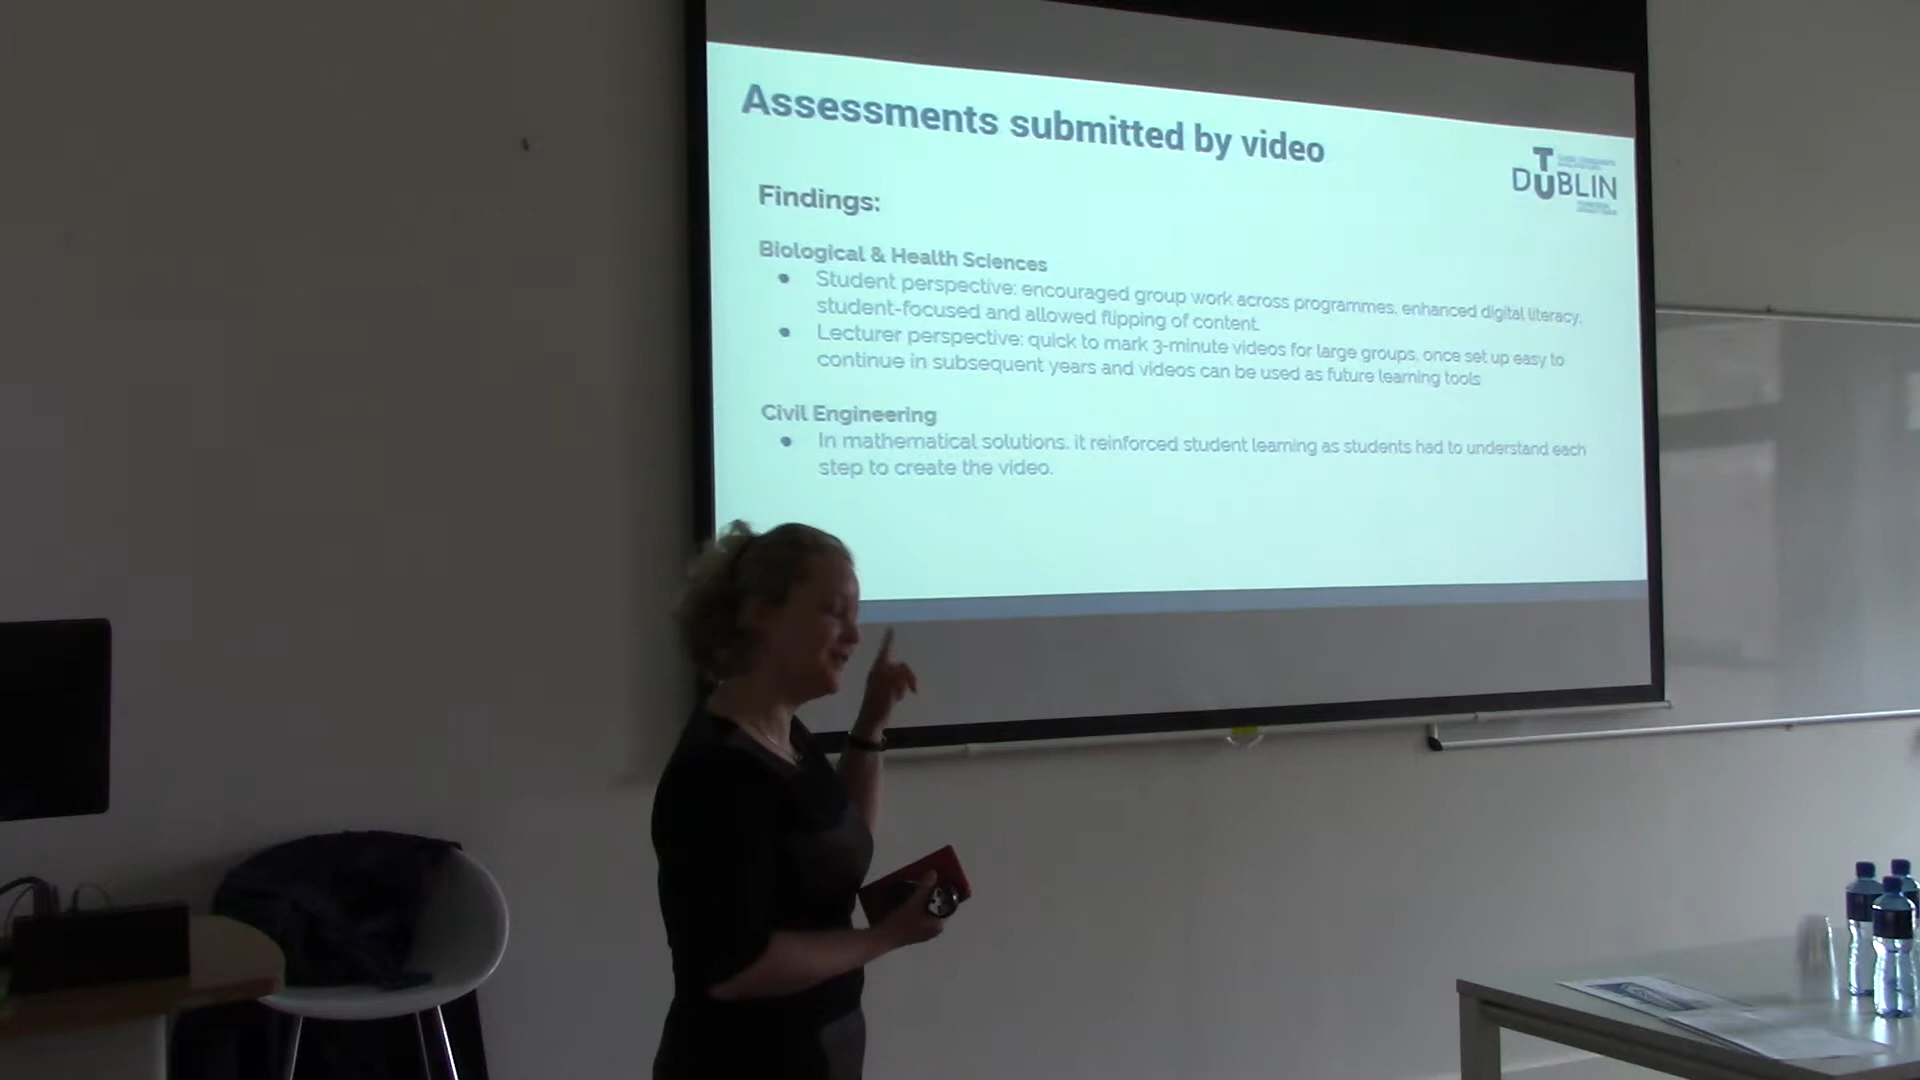 Assessments submitted by video
TU DUBLIN
Findings:
Biological & Health Sciences
● Student perspective: encouraged group work across programmes, enhanced digital literacy,
student-focused and allowed flipping of content.
● Lecturer perspective: quick to mark 3-minute videos for large groups, once set up easy to
continue in subsequent years and videos can be used as future learning tools
Civil Engineering
● In mathematical solutions, it reinforced student learning as students had to understand each
step to create the video.